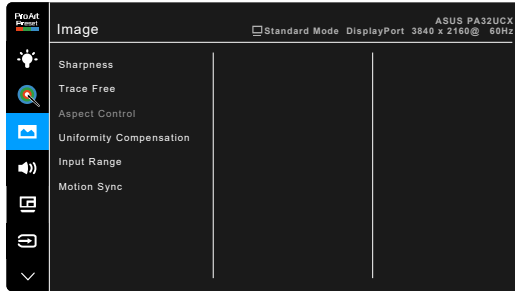 ProArt
Preset
Image
ASUS PA32UCX
Standard Mode DisplayPort 3840 x 2160@ 60Hz
Sharpness
Trace Free
Aspect Control
Uniformity Compensation
Input Range
Motion Sync